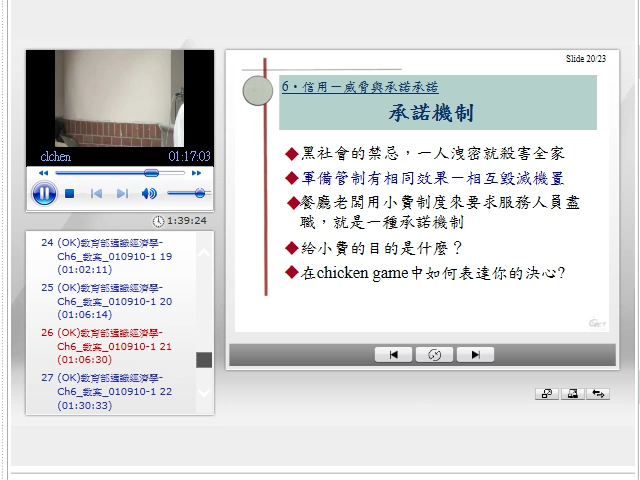 Slide 20/23
6‧信用－威脅與承諾承諾
承諾機制
黑社會的禁忌，一人洩密就殺害全家
軍備管制有相同效果－相互毀滅機置
餐廳老闆用小費制度來要求服務人員盡
職，就是一種承諾機制
給小費的目的是什麼？
在chicken game中如何表達你的決心?
clchen
01:17:03
1:39:24
24 (OK)教育部通識經濟學-
Ch6_教案_010910-1 19
(01:02:11)
25 (OK)教育部通識經濟學-
Ch6_教案_010910-1 20
(01:06:14)
26 (OK)教育部通識經濟學-
Ch6_教案_010910-1 21
(01:06:30)
27 (OK)教育部通識經濟學-
Ch6_教案_010910-1 22
(01:30:33)